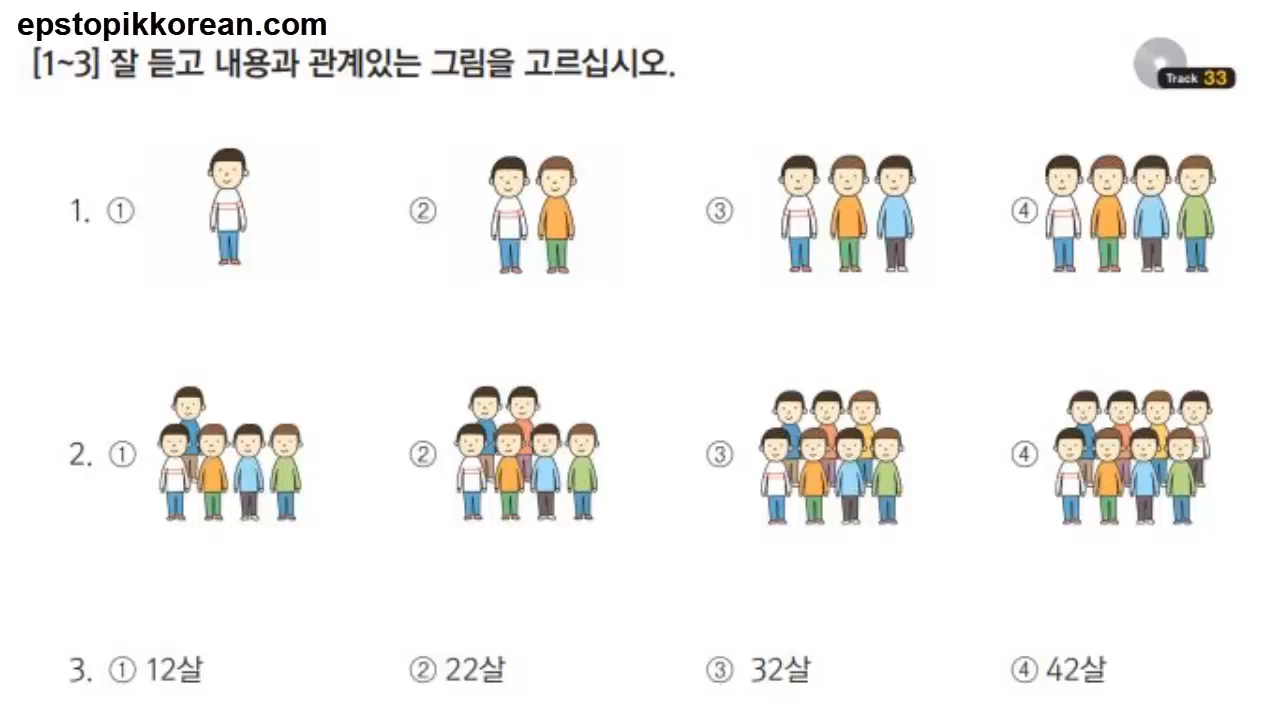 epstopikkorean.com
[1~3] 잘 듣고 내용과 관계있는 그림을 고르십시오.
Track 33
1. ① ② ③ ④
2. ① ② ③ ④
3. ① 12살 ② 22살 ③ 32살 ④ 42살